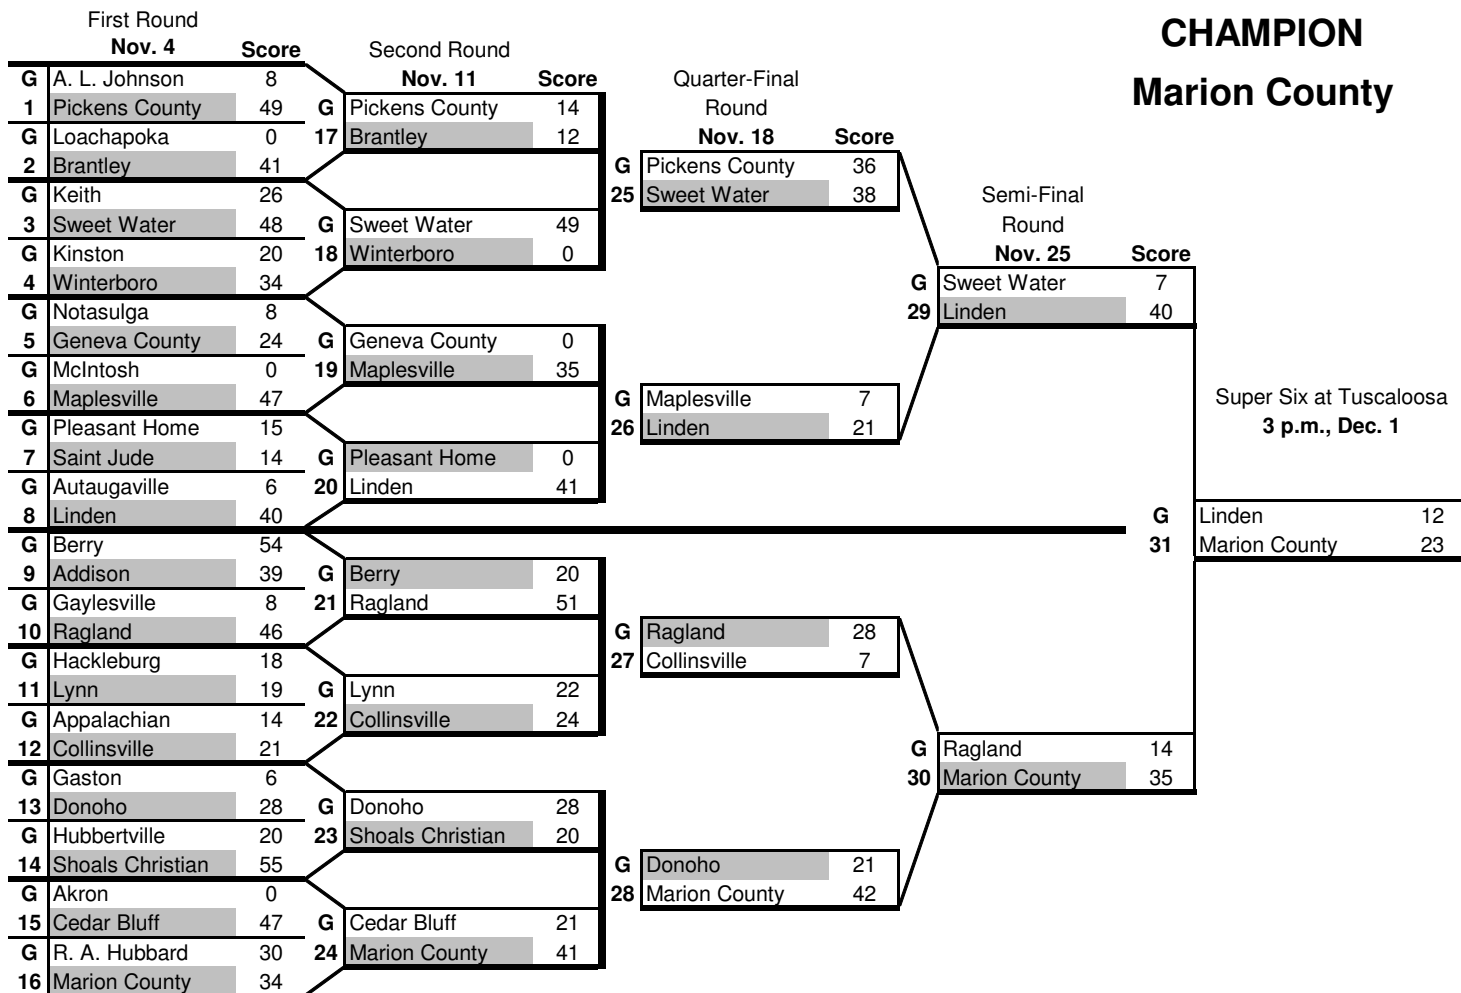 First Round
Nov. 4 Score
G A. L. Johnson 8
1 Pickens County 49
G Loachapoka 0
2 Brantley 41
G Keith 26
3 Sweet Water 48
G Kinston 20
4 Winterboro 34
G Notasulga 8
5 Geneva County 24
G McIntosh 0
6 Maplesville 47
G Pleasant Home 15
7 Saint Jude 14
G Autaugaville 6
8 Linden 40
G Berry 54
9 Addison 39
G Gaylesville 8
10 Ragland 46
G Hackleburg 18
11 Lynn 19
G Appalachian 14
12 Collinsville 21
G Gaston 6
13 Donoho 28
G Hubbertville 20
14 Shoals Christian 55
G Akron 0
15 Cedar Bluff 47
G R. A. Hubbard 30
16 Marion County 34
Second Round
Nov. 11 Score
G Pickens County 14
17 Brantley 12
G Sweet Water 49
18 Winterboro 0
G Geneva County 0
19 Maplesville 35
G Pleasant Home 0
20 Linden 41
G Berry 20
21 Ragland 51
G Lynn 22
22 Collinsville 24
G Donoho 28
23 Shoals Christian 20
G Cedar Bluff 21
24 Marion County 41
Quarter-Final
Round
Nov. 18 Score
G Pickens County 36
25 Sweet Water 38
G Maplesville 7
26 Linden 21
G Ragland 28
27 Collinsville 7
G Donoho 21
28 Marion County 42
Semi-Final
Round
Nov. 25 Score
G Sweet Water 7
29 Linden 40
G Ragland 14
30 Marion County 35
CHAMPION
Marion County
Super Six at Tuscaloosa
3 p.m., Dec. 1
G Linden 12
31 Marion County 23